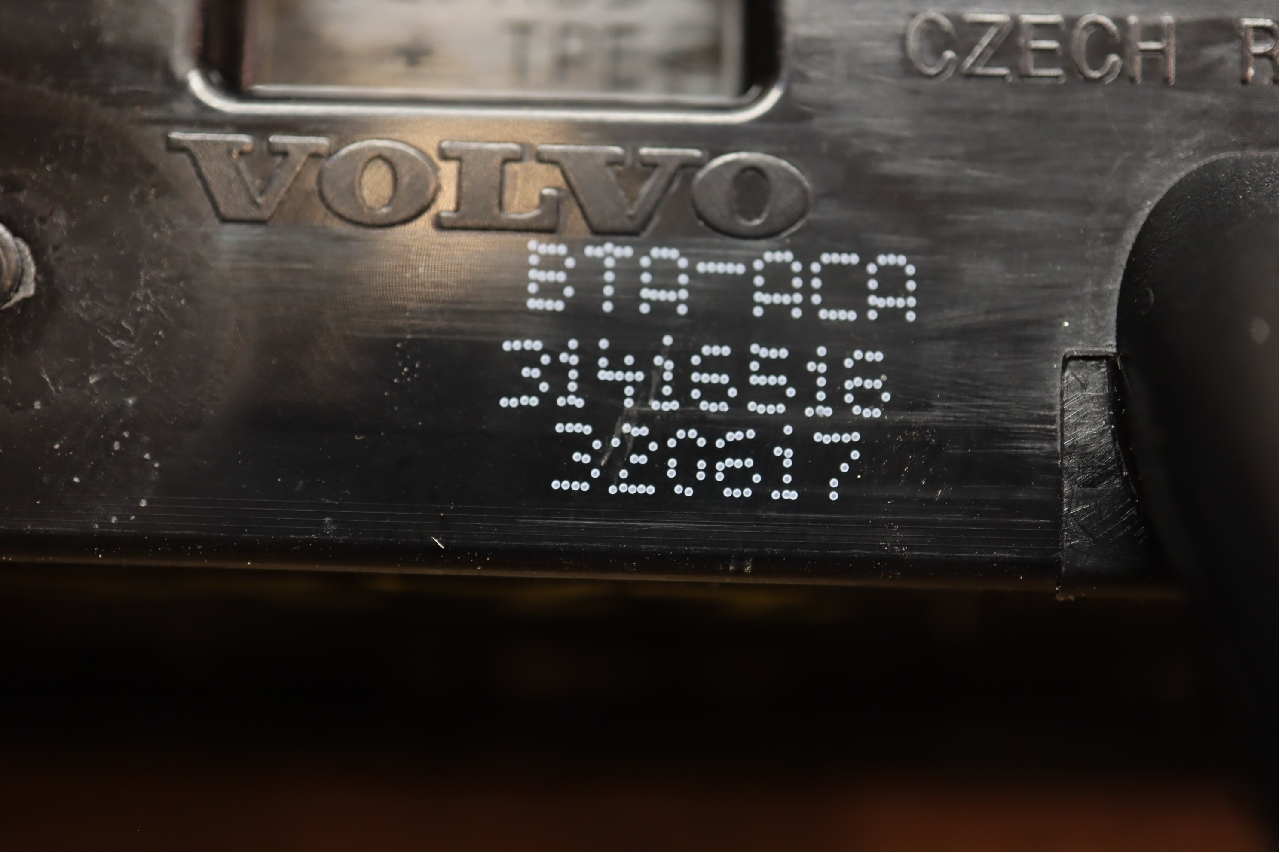 CZECH R
VOLVO
BTA-ACA
31416516
320617